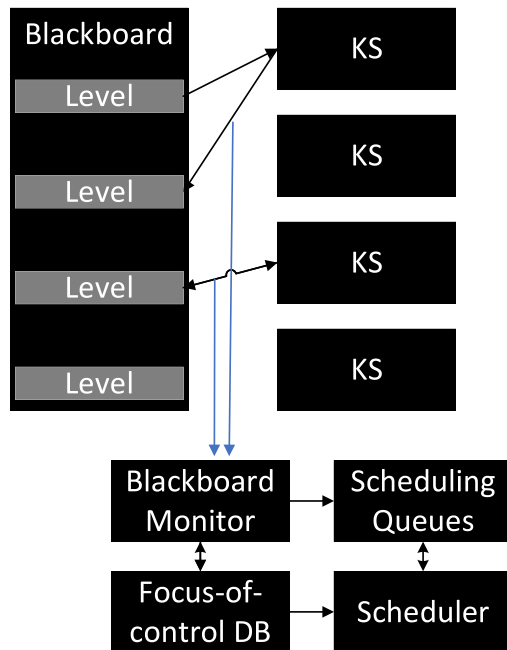 Blackboard
Level
Level
Level
Level
KS
KS
KS
KS
Blackboard
Monitor
Scheduling
Queues
Focus-of-
control DB
Scheduler